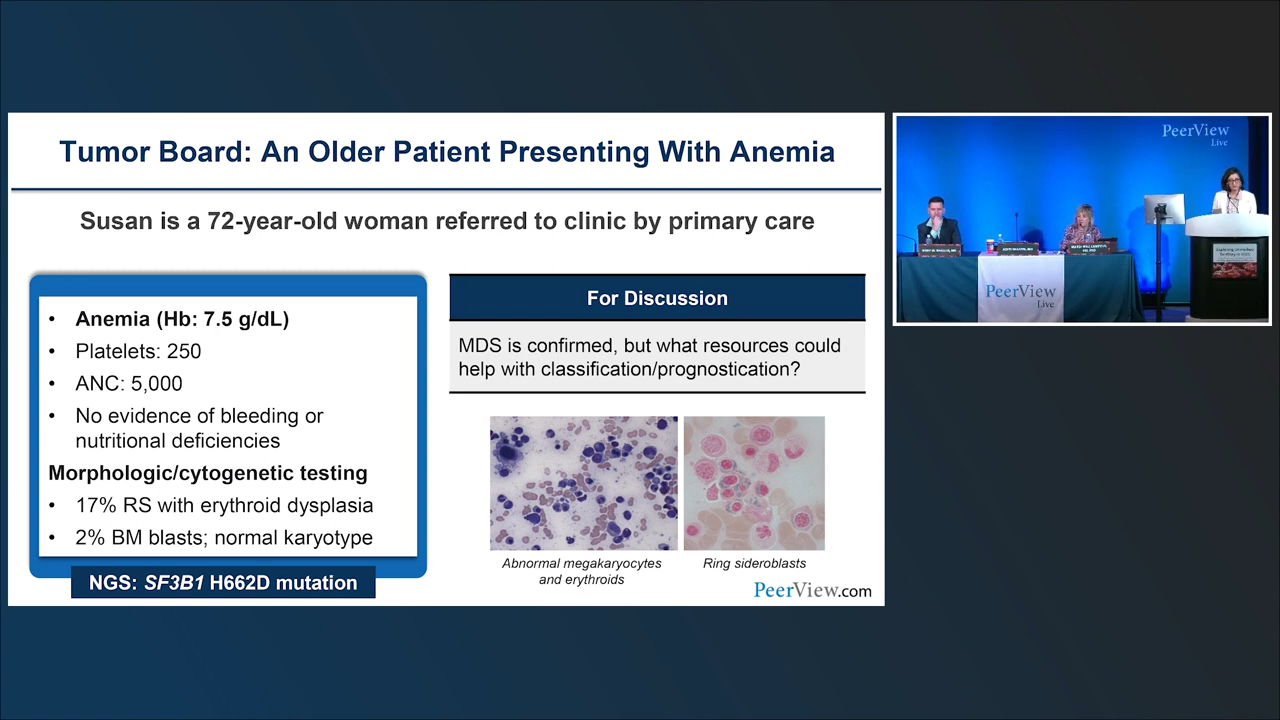 Tumor Board: An Older Patient Presenting With Anemia
Susan is a 72-year-old woman referred to clinic by primary care
• Anemia (Hb: 7.5 g/dL)
• Platelets: 250
• ANC: 5,000
• No evidence of bleeding or
nutritional deficiencies
Morphologic/cytogenetic testing
• 17% RS with erythroid dysplasia
• 2% BM blasts; normal karyotype
NGS: SF3B1 H662D mutation
For Discussion
MDS is confirmed, but what resources could
help with classification/prognostication?
Abnormal megakaryocytes
and erythroids
Ring sideroblasts
PeerView.com
PeerView
Live
PeerView
Live